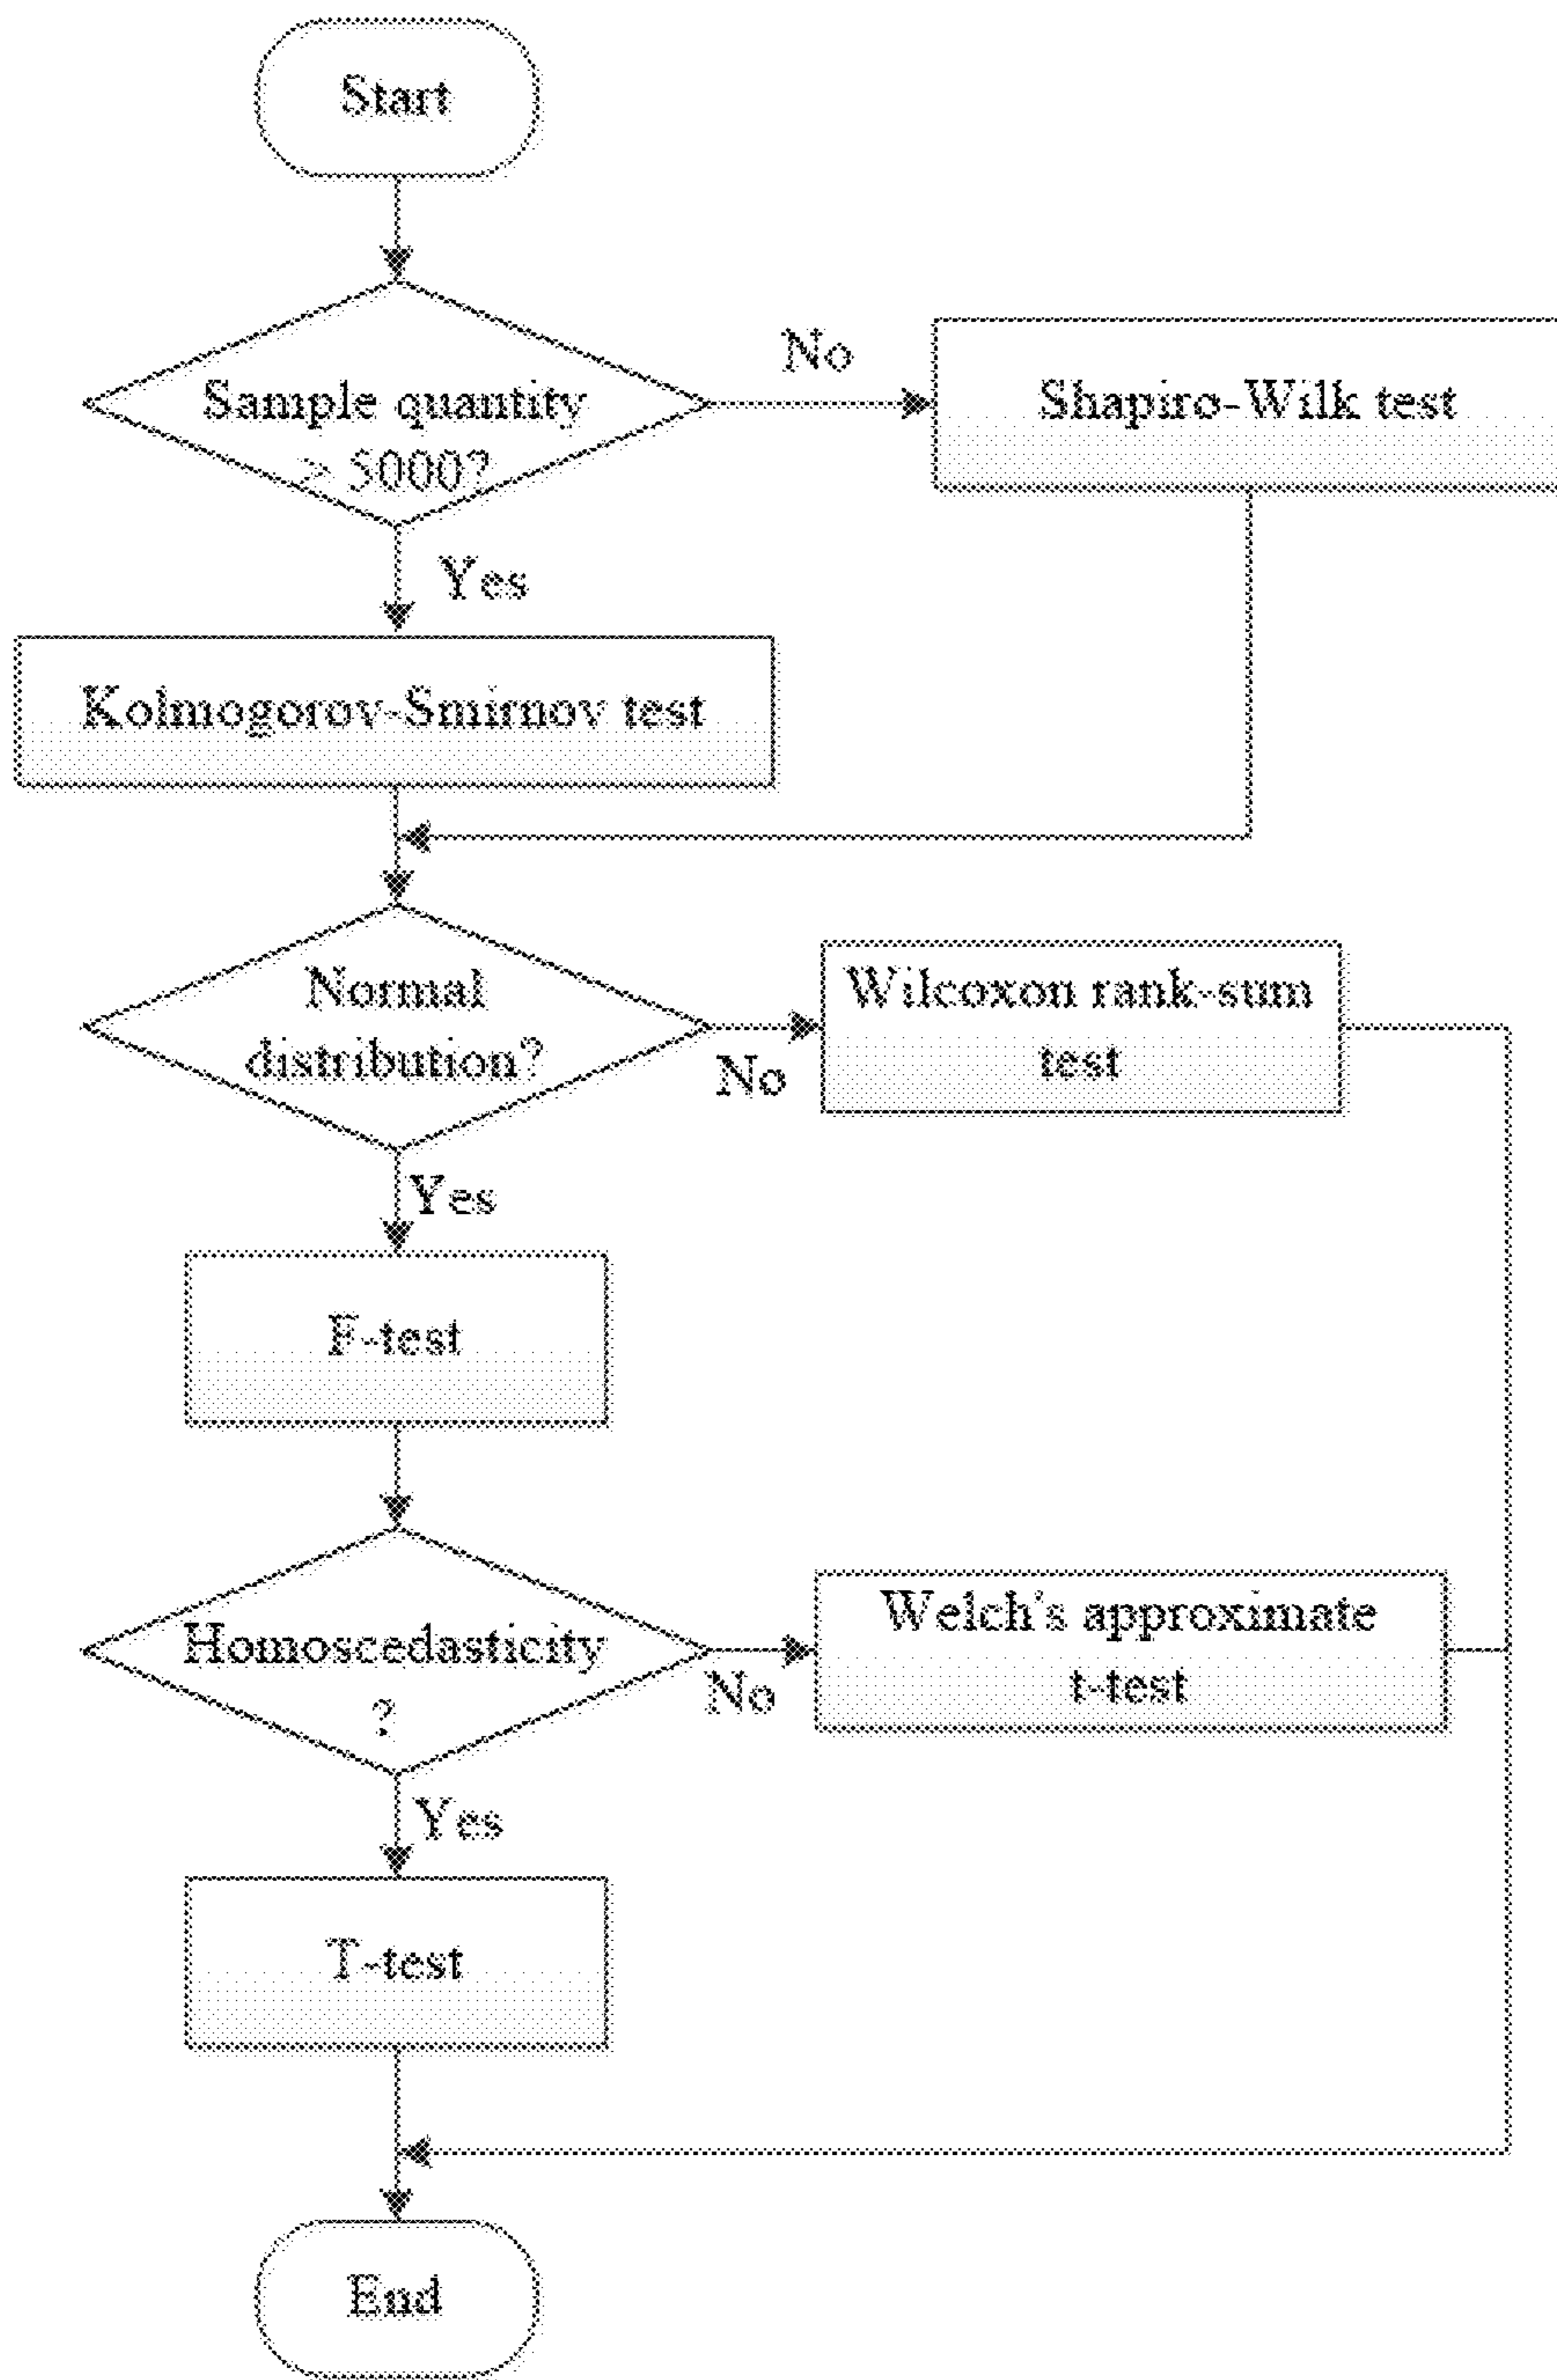 Start
Sample quantity
> 5000?
No
Shapiro-Wilk test
Yes
Kolmogorov-Smirnov test
Normal
distribution?
No
Wilcoxon rank-sum
test
Yes
F-test
Homoscedasticity
?
No
Welch's approximate
t-test
Yes
T-test
End